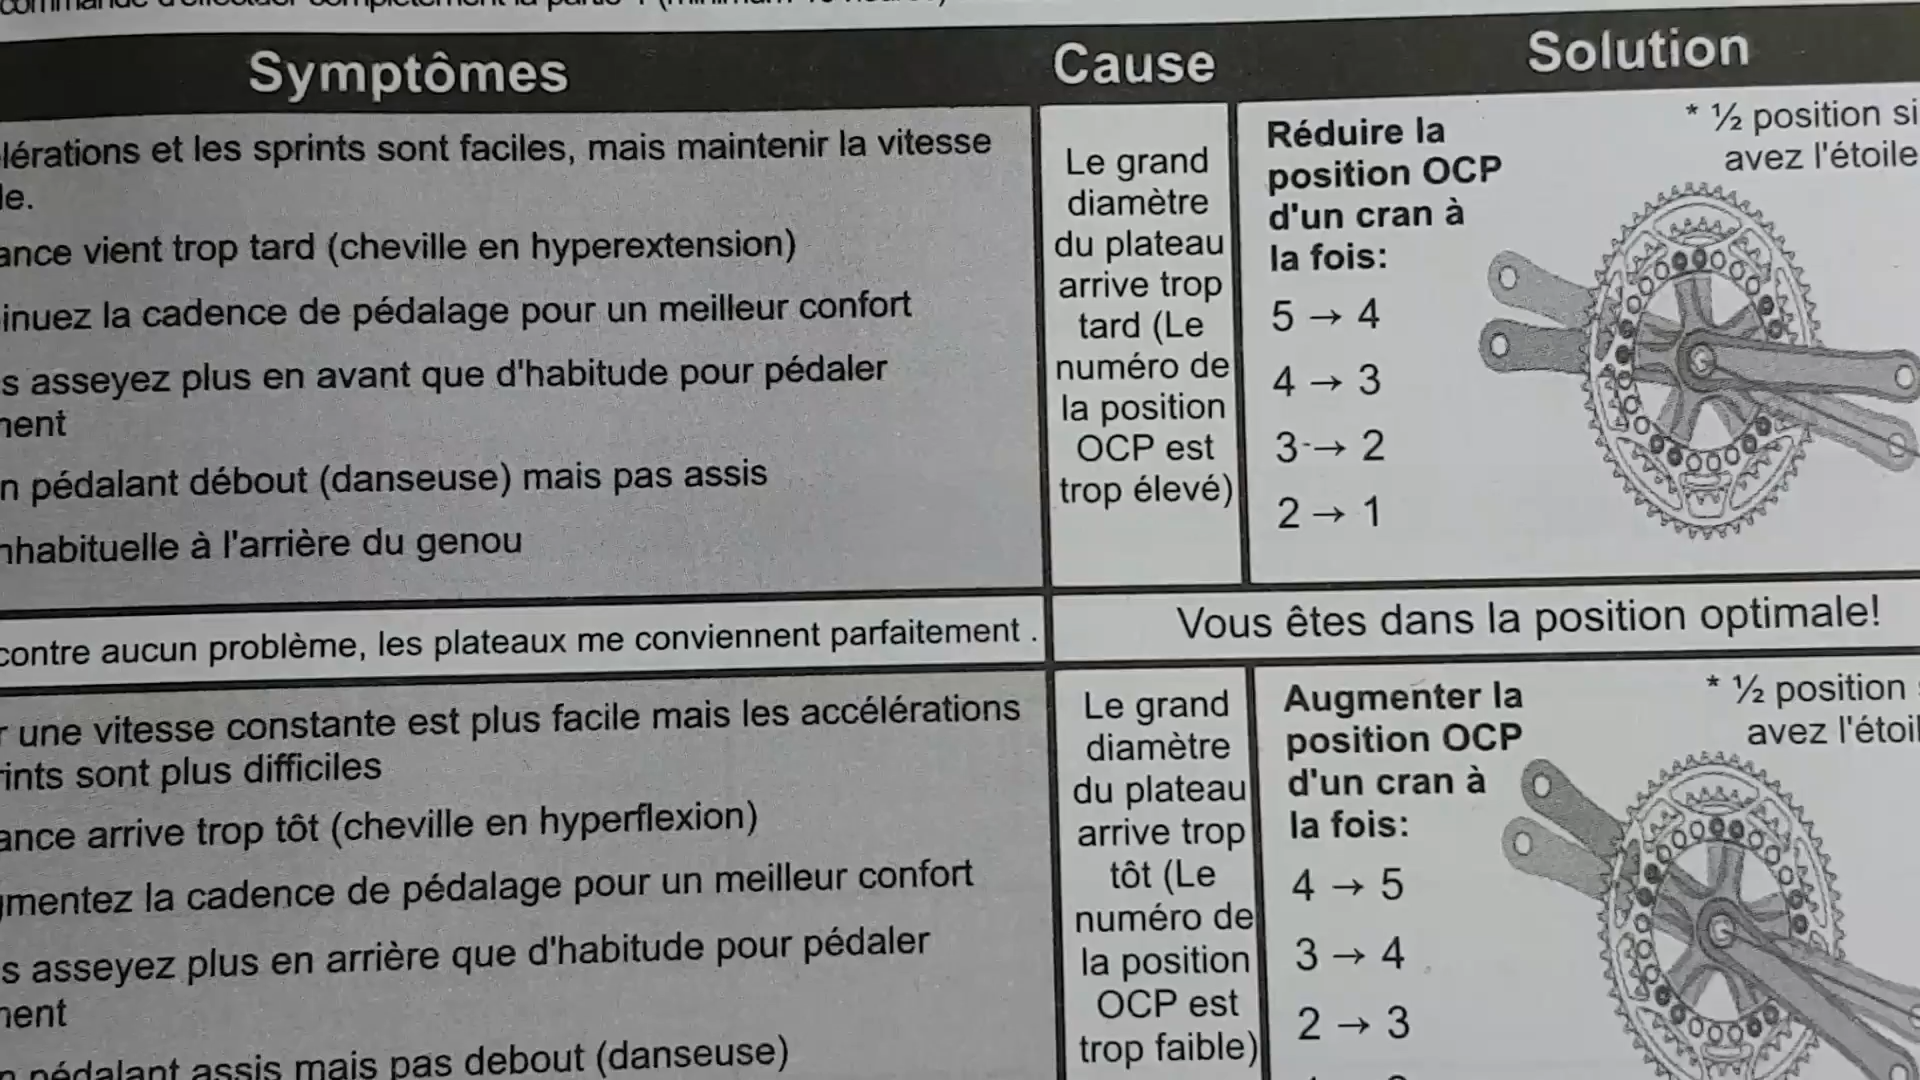 Symptômes Cause Solution
lérations et les sprints sont faciles, mais maintenir la vitesse
le.
ance vient trop tard (cheville en hyperextension)
inuez la cadence de pédalage pour un meilleur confort
s asseyez plus en avant que d'habitude pour pédaler
ment
n pédalant débout (danseuse) mais pas assis
nhabituelle à l'arrière du genou
Le grand
diamètre
du plateau
arrive trop
tard (Le
numéro de
la position
OCP est
trop élevé)
Réduire la
position OCP
d'un cran à
la fois:
5 → 4
4 → 3
3 → 2
2 → 1
* ½ position si
avez l'étoile
contre aucun problème, les plateaux me conviennent parfaitement .
Vous êtes dans la position optimale!
r une vitesse constante est plus facile mais les accélérations
rints sont plus difficiles
ance arrive trop tôt (cheville en hyperflexion)
gmentez la cadence de pédalage pour un meilleur confort
s asseyez plus en arrière que d'habitude pour pédaler
ment
n pédalant assis mais pas debout (danseuse)
Le grand
diamètre
du plateau
arrive trop
tôt (Le
numéro de
la position
OCP est
trop faible)
Augmenter la
position OCP
d'un cran à
la fois:
4 → 5
3 → 4
2 → 3
* ½ position
avez l'étoil